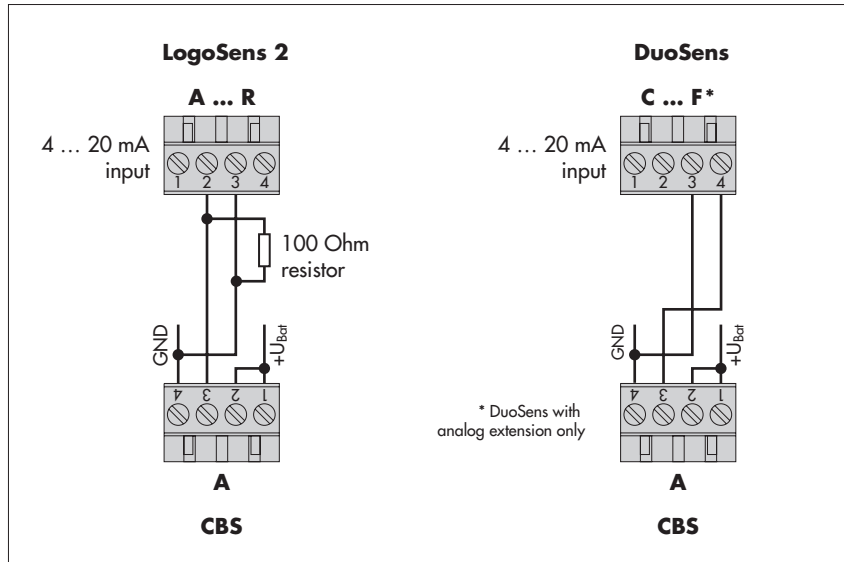 LogoSens 2
A ... R
4 ... 20 mA
input
1 2 3 4
100 Ohm
resistor
GND
+UBat
4 3 2 1
A
CBS
DuoSens
C ... F*
4 ... 20 mA
input
1 2 3 4
GND
+UBat
4 3 2 1
* DuoSens with
analog extension only
A
CBS